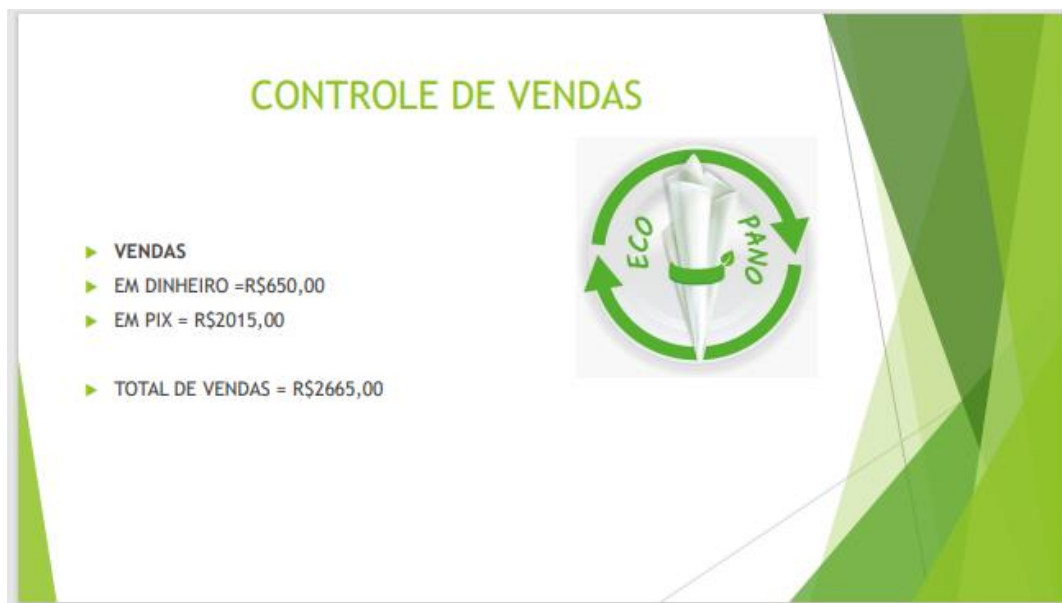 CONTROLE DE VENDAS
ECO PANO
VENDAS
EM DINHEIRO =R$650,00
EM PIX = R$2015,00
TOTAL DE VENDAS = R$2665,00